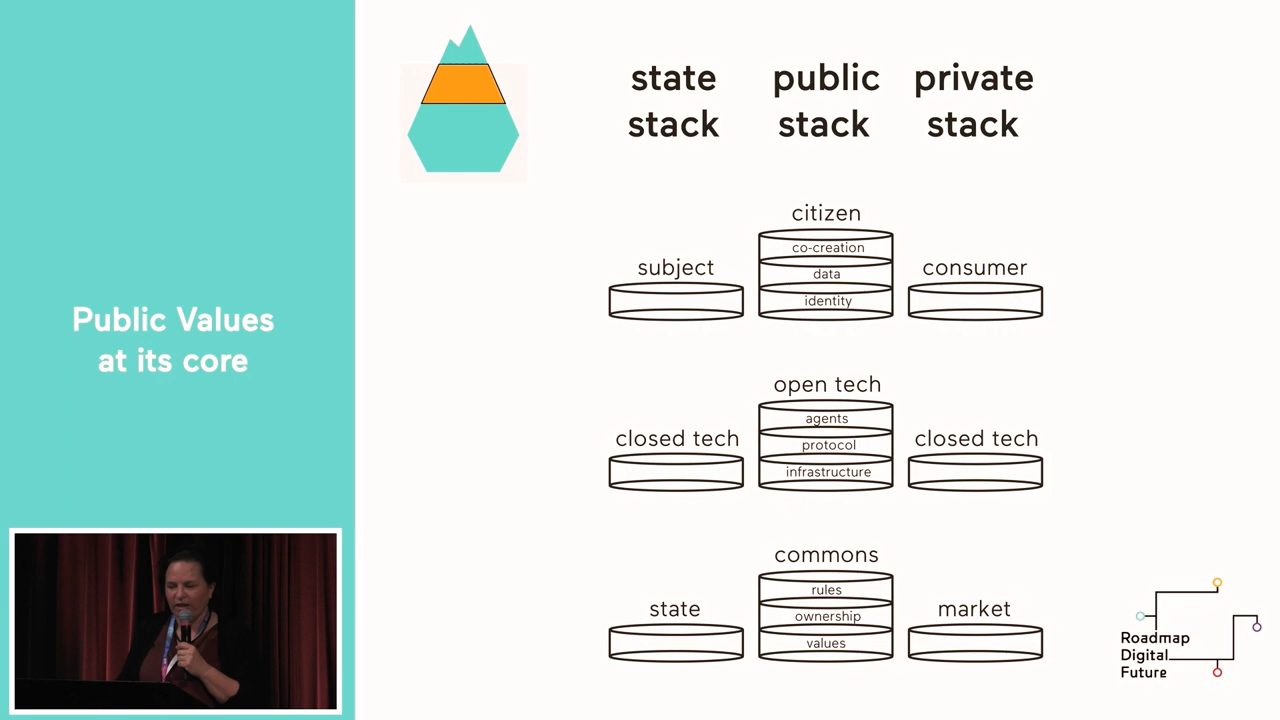 Public Values
at its core
state
stack
public
stack
private
stack
citizen
co-creation
data
identity
subject
consumer
open tech
agents
protocol
infrastructure
closed tech
closed tech
commons
rules
ownership
values
state
market
Roadmap
Digital
Future